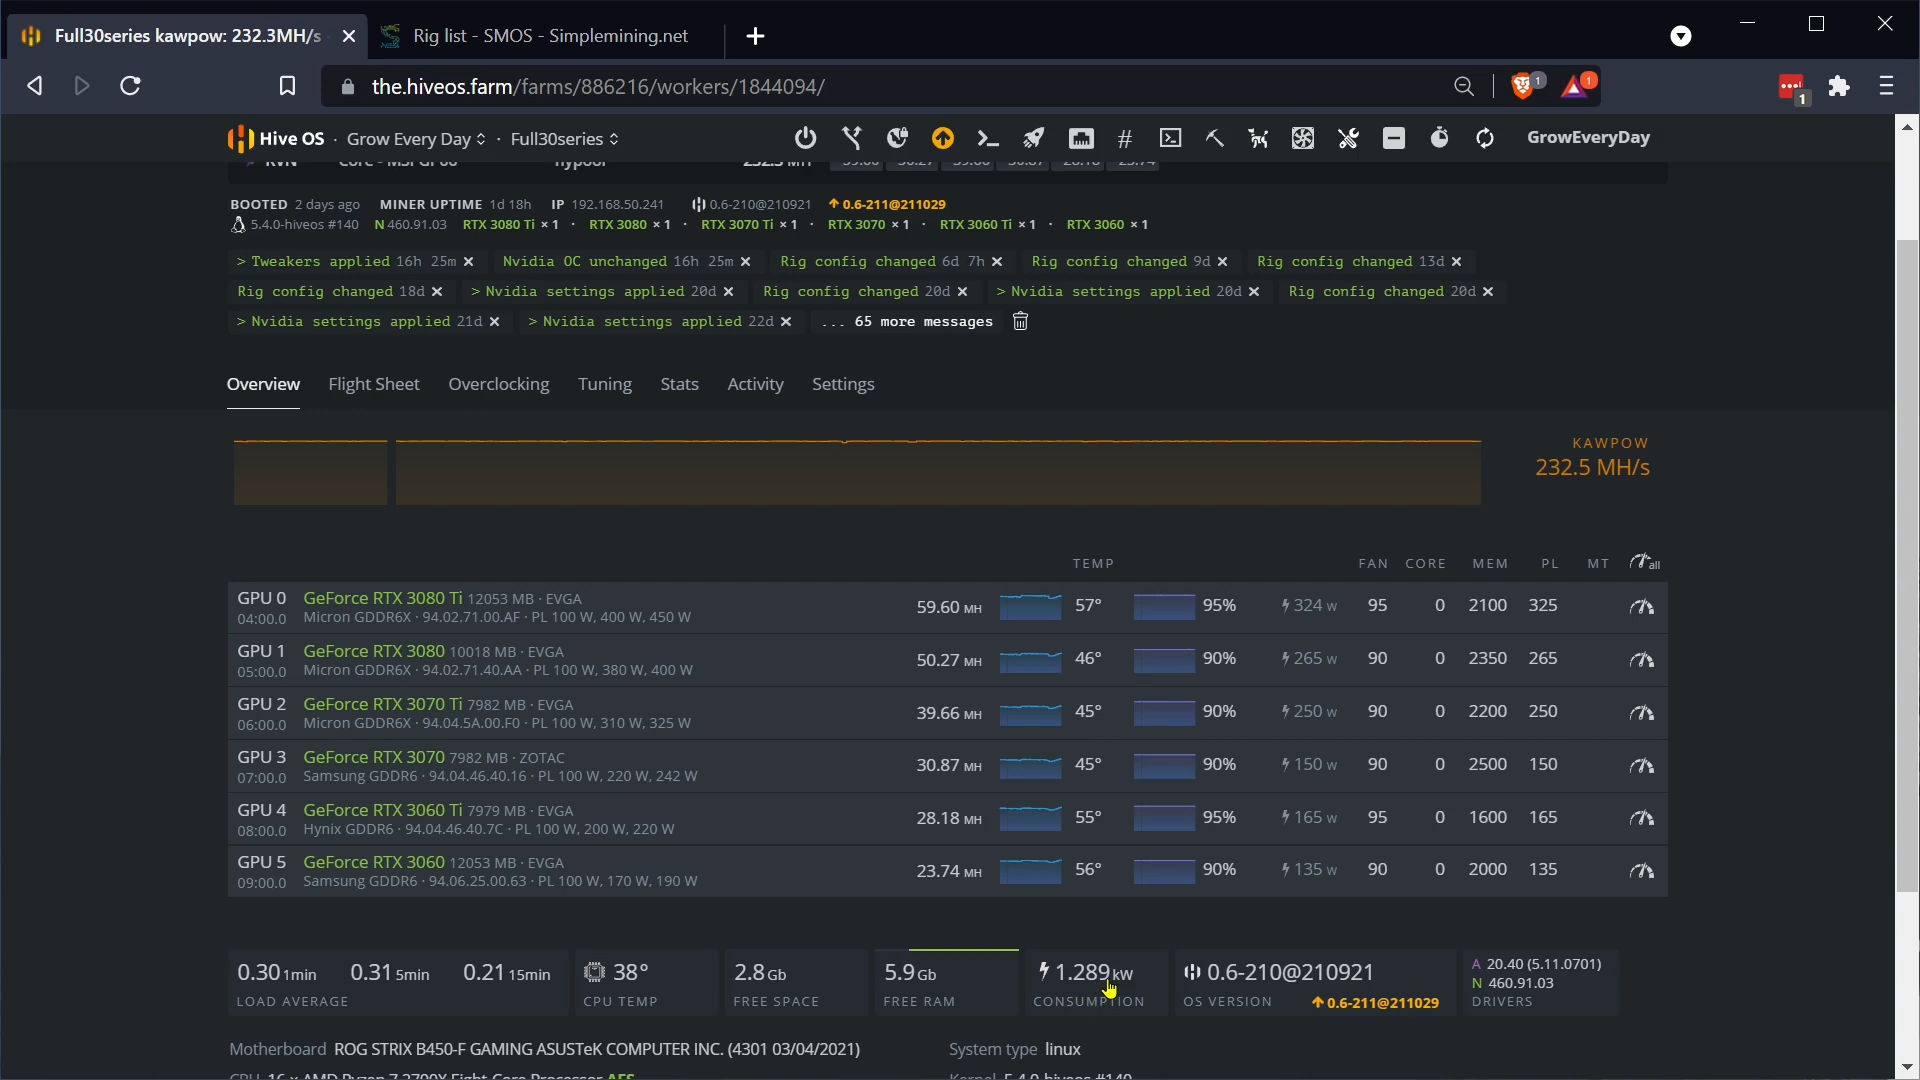 Full30series kawpow: 232.3MH/s
Rig list - SMOS - Simplemining.net
the.hiveos.farm/farms/886216/workers/1844094/
1
1
1
Hive OS · Grow Every Day · Full30series
GrowEveryDay
BOOTED 2 days ago MINER UPTIME 1d 18h IP 192.168.50.241 0.6-210@210921 0.6-211@211029
5.4.0-hiveos #140 N 460.91.03 RTX 3080 Ti × 1 · RTX 3080 × 1 · RTX 3070 Ti × 1 · RTX 3070 × 1 · RTX 3060 Ti × 1 · RTX 3060 × 1
> Tweakers applied 16h 25m × Nvidia OC unchanged 16h 25m × Rig config changed 6d 7h × Rig config changed 9d × Rig config changed 13d ×
Rig config changed 18d × > Nvidia settings applied 20d × Rig config changed 20d × > Nvidia settings applied 20d × Rig config changed 20d ×
> Nvidia settings applied 21d × > Nvidia settings applied 22d × ... 65 more messages
Overview Flight Sheet Overclocking Tuning Stats Activity Settings
KAWPOW
232.5 MH/s
TEMP FAN CORE MEM PL MT all
GPU 0 GeForce RTX 3080 Ti 12053 MB · EVGA
04:00.0 Micron GDDR6X · 94.02.71.00.AF · PL 100 W, 400 W, 450 W
59.60 MH 57° 95% 324 W 95 0 2100 325
GPU 1 GeForce RTX 3080 10018 MB · EVGA
05:00.0 Micron GDDR6X · 94.02.71.40.AA · PL 100 W, 380 W, 400 W
50.27 MH 46° 90% 265 W 90 0 2350 265
GPU 2 GeForce RTX 3070 Ti 7982 MB · EVGA
06:00.0 Micron GDDR6X · 94.04.5A.00.F0 · PL 100 W, 310 W, 325 W
39.66 MH 45° 90% 250 W 90 0 2200 250
GPU 3 GeForce RTX 3070 7982 MB · ZOTAC
07:00.0 Samsung GDDR6 · 94.04.46.40.16 · PL 100 W, 220 W, 242 W
30.87 MH 45° 90% 150 W 90 0 2500 150
GPU 4 GeForce RTX 3060 Ti 7979 MB · EVGA
08:00.0 Hynix GDDR6 · 94.04.46.40.7C · PL 100 W, 200 W, 220 W
28.18 MH 55° 95% 165 W 95 0 1600 165
GPU 5 GeForce RTX 3060 12053 MB · EVGA
09:00.0 Samsung GDDR6 · 94.06.25.00.63 · PL 100 W, 170 W, 190 W
23.74 MH 56° 90% 135 W 90 0 2000 135
0.30 1min 0.31 5min 0.21 15min
LOAD AVERAGE
38°
CPU TEMP
2.8 Gb
FREE SPACE
5.9 Gb
FREE RAM
1.289 kW
CONSUMPTION
0.6-210@210921
OS VERSION 0.6-211@211029
A 20.40 (5.11.0701)
N 460.91.03
DRIVERS
Motherboard ROG STRIX B450-F GAMING ASUSTeK COMPUTER INC. (4301 03/04/2021)
System type linux